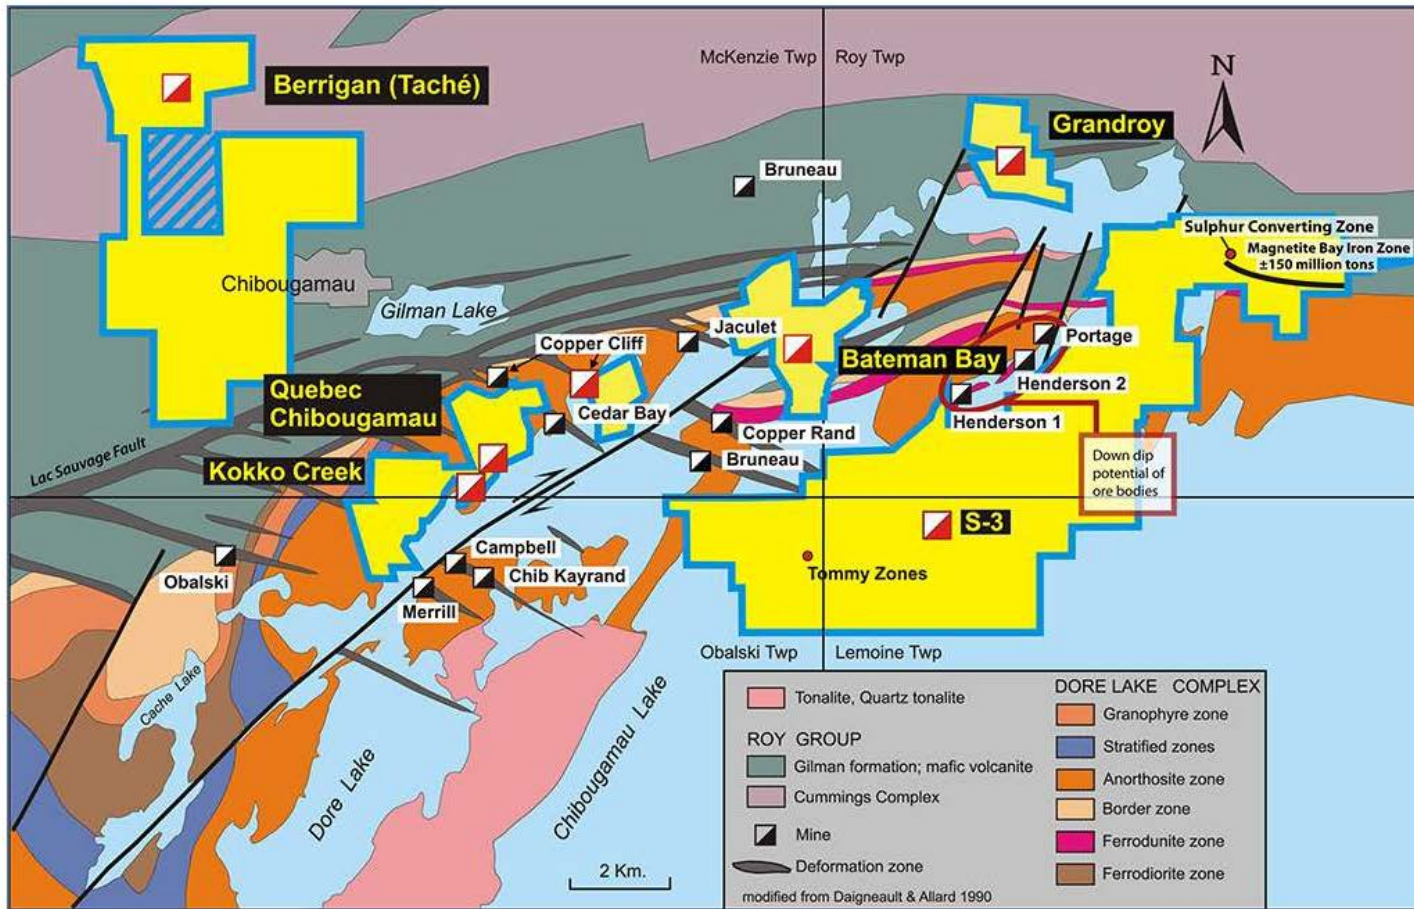 McKenzie Twp
Roy Twp
N
Berrigan (Taché)
Grandroy
Bruneau
Sulphur Converting Zone
Magnetite Bay Iron Zone
±150 million tons
Chibougamau
Gilman Lake
Jaculet
Portage
Copper Cliff
Bateman Bay
Henderson 2
Quebec
Chibougamau
Cedar Bay
Henderson 1
Copper Rand
Bruneau
Lac Sauvage Fault
Kokko Creek
Down dip
potential of
ore bodies
S-3
Obalski
Campbell
Chib Kayrand
Tommy Zones
Merrill
Obalski Twp
Lemoine Twp
Cache Lake
Dore Lake
Chibougamau Lake
Tonalite, Quartz tonalite
ROY GROUP
Gilman formation; mafic volcanite
Cummings Complex
Mine
Deformation zone
modified from Daigneault & Allard 1990
DORE LAKE COMPLEX
Granophyre zone
Stratified zones
Anorthosite zone
Border zone
Ferrodunite zone
Ferrodiorite zone
2 Km.